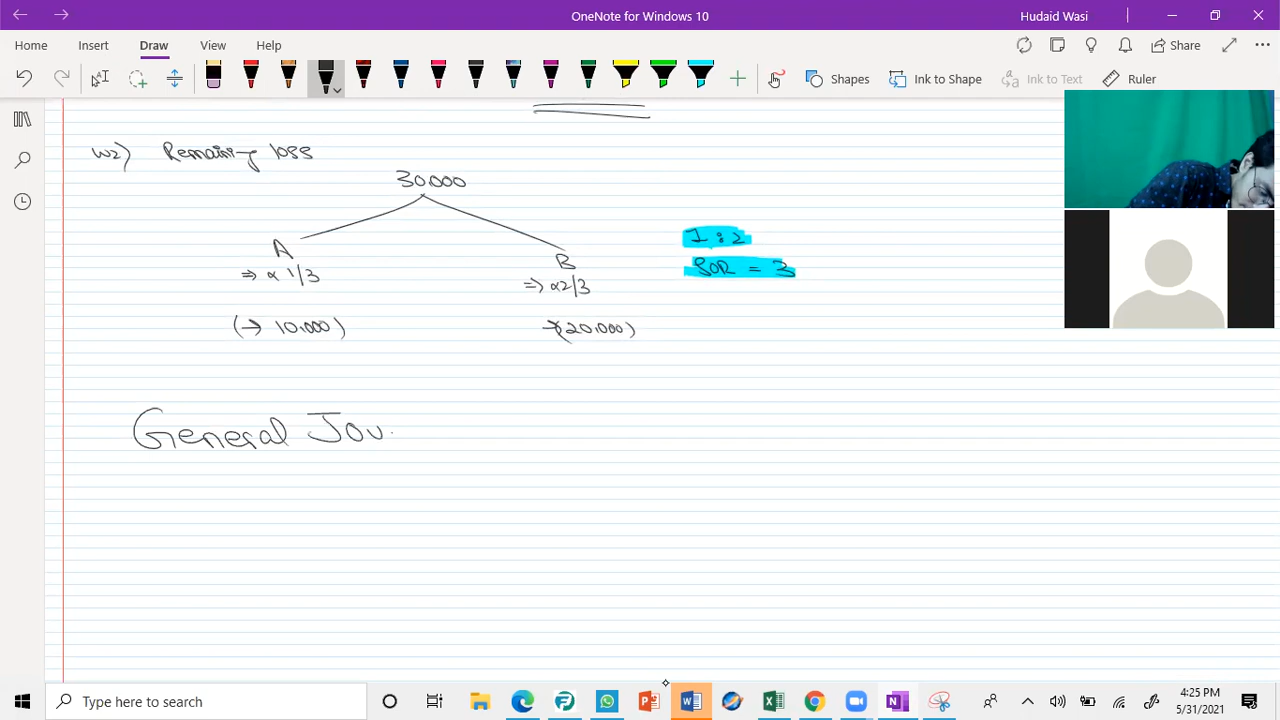 OneNote for Windows 10
Hudaid Wasi
Home Insert Draw View Help
Share
Shapes
Ink to Shape
Ink to Text
Ruler
W2) Remaining loss
30,000
A
B
1 : 2
SOR = 3
=> x 1/3
=> x 2/3
(→ 10,000)
→(20,000)
General Jou
Type here to search
4:25 PM
5/31/2021